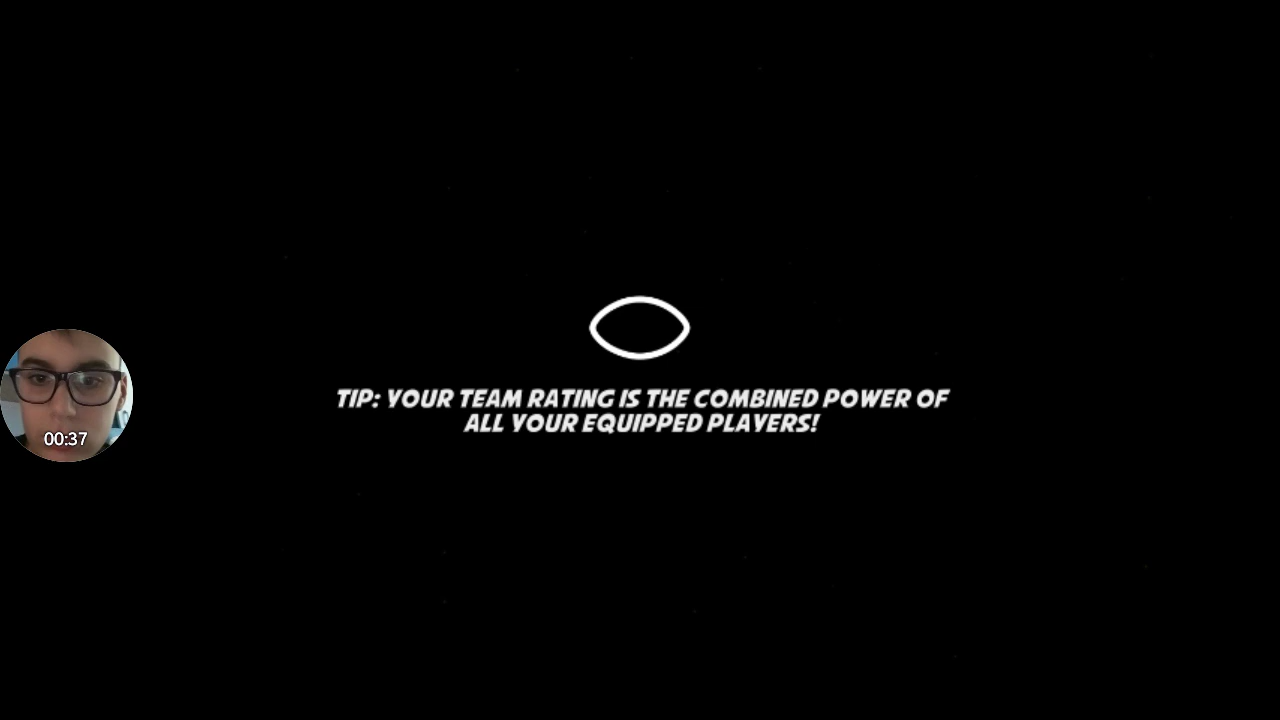 TIP: YOUR TEAM RATING IS THE COMBINED POWER OF
ALL YOUR EQUIPPED PLAYERS!
00:37